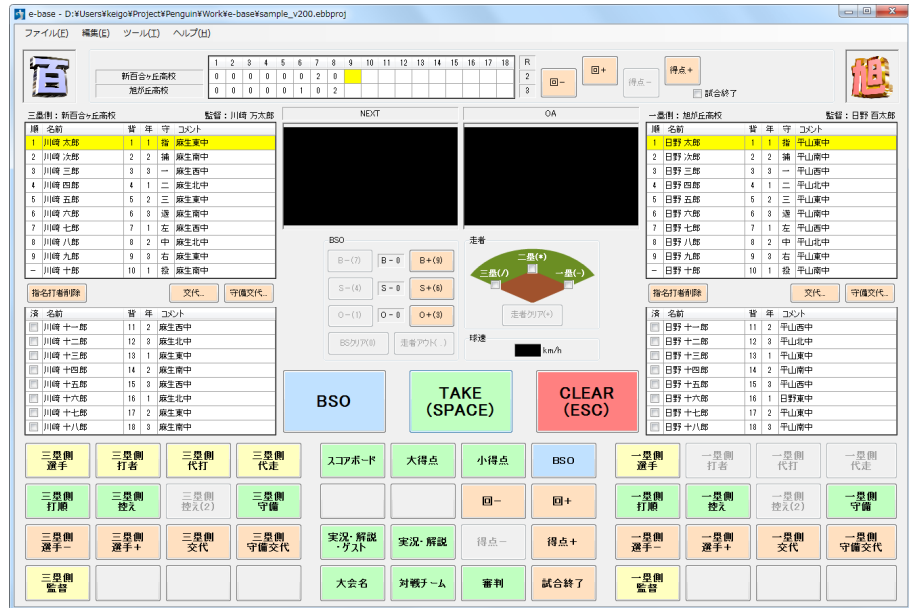 e-base - D:¥Users¥keigo¥Project¥Penguin¥Work¥e-base¥sample_v200.ebbproj
ファイル(F) 編集(E) ツール(T) ヘルプ(H)
百
1 2 3 4 5 6 7 8 9 10 11 12 13 14 15 16 17 18 R
新百合ヶ丘高校 0 0 0 0 0 0 2 0 2
旭が丘高校 0 0 0 0 0 1 0 2 3
回− 回+ 得点− 得点+
試合終了
旭
三塁側:新百合ヶ丘高校 監督:川崎 万太郎
順 名前 背 年 守 コメント
1 川崎 太郎 1 1 指 麻生東中
2 川崎 次郎 2 2 捕 麻生南中
3 川崎 三郎 3 3 一 麻生西中
4 川崎 四郎 4 1 二 麻生北中
5 川崎 五郎 5 2 三 麻生東中
6 川崎 六郎 6 3 遊 麻生南中
7 川崎 七郎 7 1 左 麻生西中
8 川崎 八郎 8 2 中 麻生北中
9 川崎 九郎 9 3 右 麻生東中
− 川崎 十郎 10 1 投 麻生南中
指名打者削除 交代... 守備交代...
済 名前 背 年 コメント
川崎 十一郎 11 2 麻生西中
川崎 十二郎 12 3 麻生北中
川崎 十三郎 13 1 麻生東中
川崎 十四郎 14 2 麻生南中
川崎 十五郎 15 3 麻生西中
川崎 十六郎 16 1 麻生北中
川崎 十七郎 17 2 麻生東中
川崎 十八郎 18 3 麻生南中
NEXT OA
BSO
B−(7) B - 0 B+(9)
S−(4) S - 0 S+(6)
O−(1) O - 0 O+(3)
BSクリア(0) 走者アウト(.)
走者
二塁(*)
三塁(/) 一塁(-)
走者クリア(+)
球速
km/h
BSO
TAKE
(SPACE)
CLEAR
(ESC)
一塁側:旭が丘高校 監督:日野 百太郎
順 名前 背 年 守 コメント
1 日野 太郎 1 1 指 平山東中
2 日野 次郎 2 2 捕 平山南中
3 日野 三郎 3 3 一 平山西中
4 日野 四郎 4 1 二 平山北中
5 日野 五郎 5 2 三 平山東中
6 日野 六郎 6 3 遊 平山南中
7 日野 七郎 7 1 左 平山西中
8 日野 八郎 8 2 中 平山北中
9 日野 九郎 9 3 右 平山東中
− 日野 十郎 10 1 投 平山南中
指名打者削除 交代... 守備交代...
済 名前 背 年 コメント
日野 十一郎 11 2 平山西中
日野 十二郎 12 3 平山北中
日野 十三郎 13 1 平山東中
日野 十四郎 14 2 平山南中
日野 十五郎 15 3 平山西中
日野 十六郎 16 1 日野東中
日野 十七郎 17 2 平山東中
日野 十八郎 18 3 平山南中
三塁側 三塁側 三塁側 三塁側
選手 打者 代打 代走
三塁側 三塁側 三塁側 三塁側
打順 控え 控え(2) 守備
三塁側 三塁側 三塁側 三塁側
選手− 選手+ 交代 守備交代
三塁側
監督
スコアボード 大得点 小得点 BSO
回− 回+
実況・解説
・ゲスト
実況・解説 得点− 得点+
大会名 対戦チーム 審判 試合終了
一塁側 一塁側 一塁側 一塁側
選手 打者 代打 代走
一塁側 一塁側 一塁側 一塁側
打順 控え 控え(2) 守備
一塁側 一塁側 一塁側 一塁側
選手− 選手+ 交代 守備交代
一塁側
監督